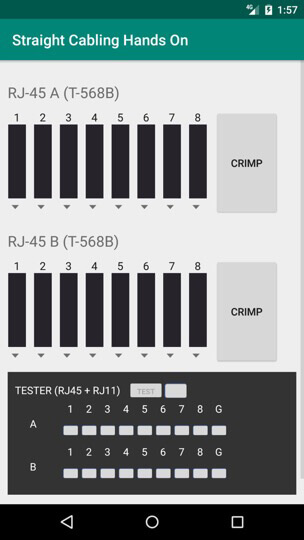 4G 1:57
Straight Cabling Hands On
RJ-45 A (T-568B)
1 2 3 4 5 6 7 8
CRIMP
RJ-45 B (T-568B)
1 2 3 4 5 6 7 8
CRIMP
TESTER (RJ45 + RJ11) TEST
1 2 3 4 5 6 7 8 G
A
1 2 3 4 5 6 7 8 G
B